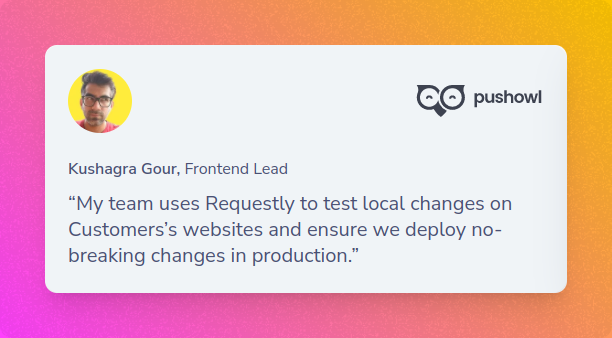 pushowl
Kushagra Gour, Frontend Lead
“My team uses Requestly to test local changes on
Customers’s websites and ensure we deploy no-
breaking changes in production.”